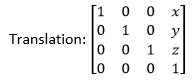 Translation:
1 0 0 x
0 1 0 y
0 0 1 z
0 0 0 1